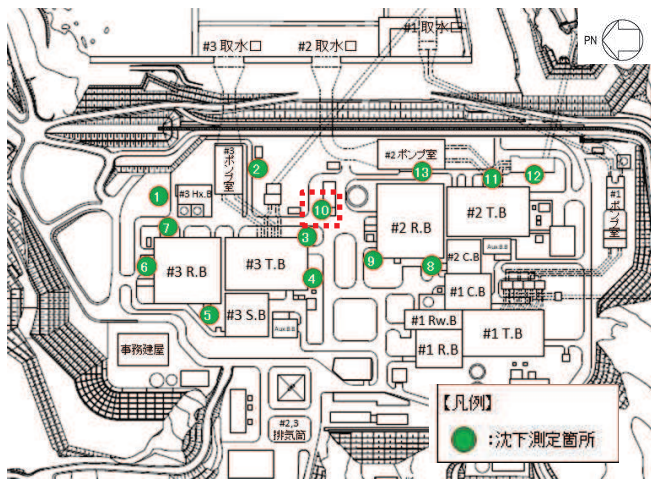 #3 取水口
#2 取水口
#1 取水口
PN
#3 ポンプ室
#2 ポンプ室
#1 ポンプ室
2
13
11
12
1
#3 Hx.B
10
#2 R.B
#2 T.B
7
3
Aux.B.B
6
#3 R.B
#3 T.B
9
8
#2 C.B
4
#1 C.B
5
#3 S.B
Aux.B.B
#1 Rw.B
#1 T.B
事務建屋
#1 R.B
#2,3
排気筒
【凡例】
:沈下測定箇所